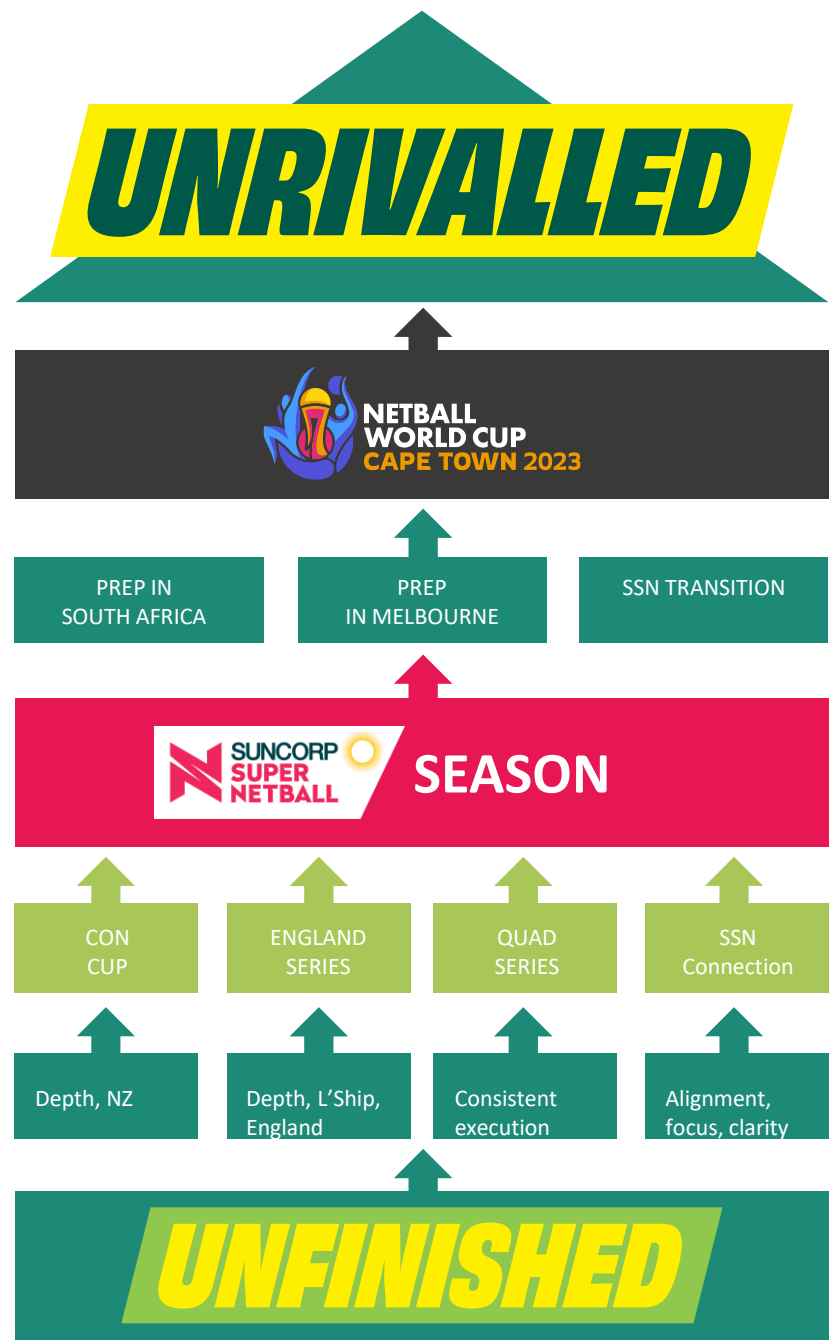 UNRIVALLED
NETBALL
WORLD CUP
CAPE TOWN 2023
PREP IN
SOUTH AFRICA
PREP
IN MELBOURNE
SSN TRANSITION
SUNCORP
SUPER
NETBALL
SEASON
CON
CUP
ENGLAND
SERIES
QUAD
SERIES
SSN
Connection
Depth, NZ
Depth, L'Ship,
England
Consistent
execution
Alignment,
focus, clarity
UNFINISHED